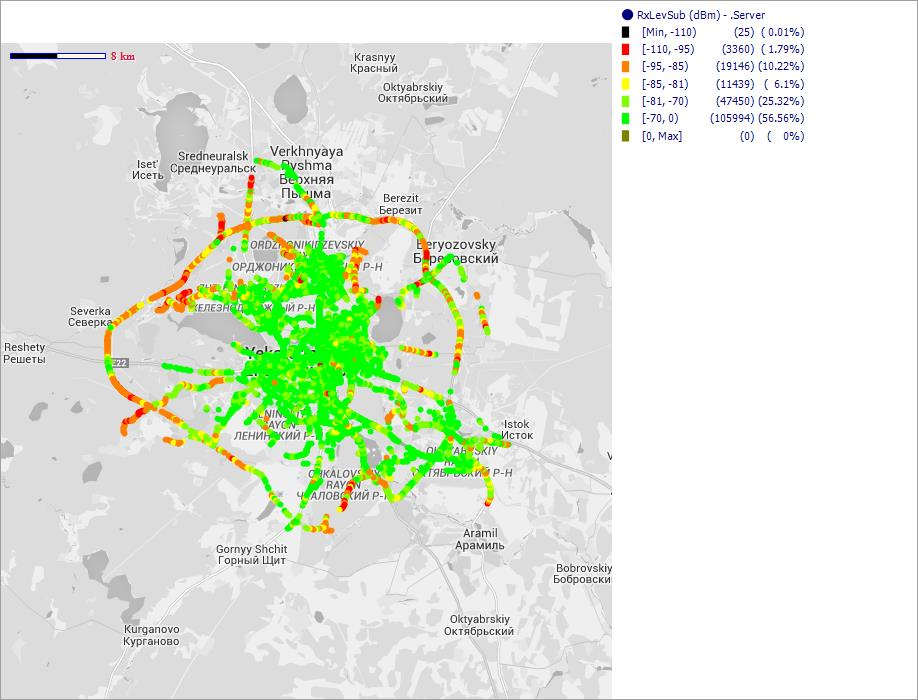 RxLevSub (dBm) - .Server
[Min, -110) (25) ( 0.01%)
[-110, -95) (3360) ( 1.79%)
[-95, -85) (19146) (10.22%)
[-85, -81) (11439) ( 6.1%)
[-81, -70) (47450) (25.32%)
[-70, 0) (105994) (56.56%)
[0, Max] (0) ( 0%)
8 km
Krasnyy
Красный
Oktyabrskiy
Октябрьский
Verkhnyaya
Pyshma
Верхняя
Пышма
Sredneuralsk
Среднеуральск
Iset'
Исеть
Berezit
Березит
Beryozovsky
Березовский
ORDZHONIKIDZEVSKIY
Severka
Северка
Reshety
Решеты
E22
ЛЕНИНСКИЙ Р-Н
Istok
Исток
CHKALOVSKIY
RAYON
ЧКАЛОВСКИЙ Р-Н
ОКТЯБРЬСКИЙ Р-Н
Aramil
Арамиль
Gornyy Shchit
Горный Щит
Bobrovskiy
Бобровский
Oktyabrskiy
Октябрьский
Kurganovo
Курганово